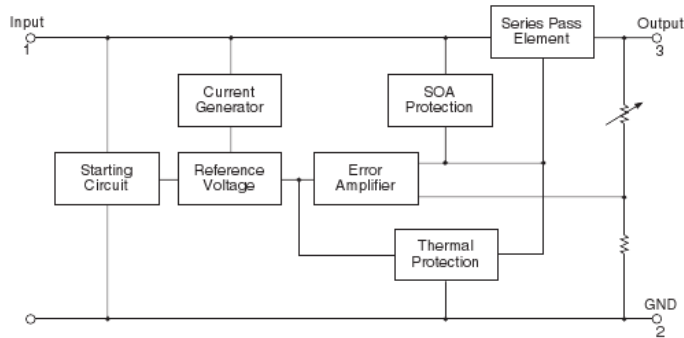 Input
1
Series Pass
Element
Output
3
Current
Generator
SOA
Protection
Starting
Circuit
Reference
Voltage
Error
Amplifier
Thermal
Protection
GND
2